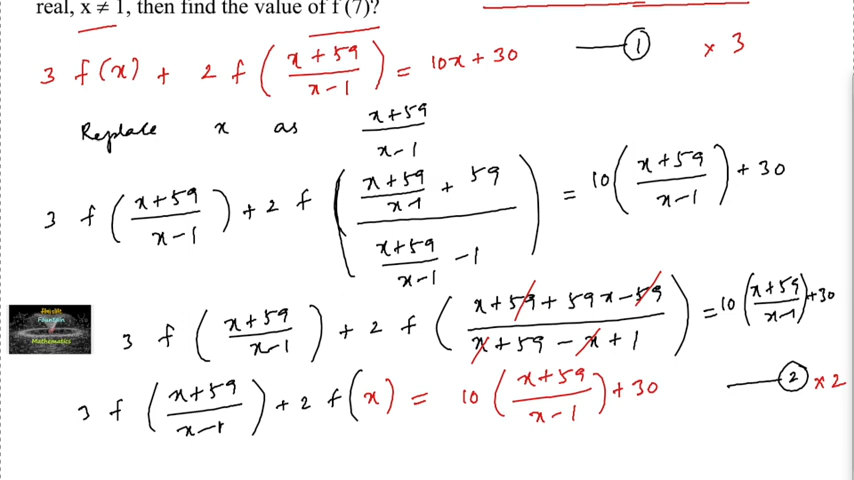 real, x ≠ 1, then find the value of f (7)?
3 f(x) + 2 f((x+59)/(x-1)) = 10x+30 — ① × 3
Replace x as (x+59)/(x-1)
3 f((x+59)/(x-1)) + 2 f(((x+59)/(x-1) + 59)/((x+59)/(x-1) - 1)) = 10((x+59)/(x-1)) + 30
3 f((x+59)/(x-1)) + 2 f((x+59+59x-59)/(x+59-x+1)) = 10((x+59)/(x-1))+30
Fountain
Mathematics
3 f((x+59)/(x-1)) + 2 f(x) = 10((x+59)/(x-1)) + 30 — ② ×2